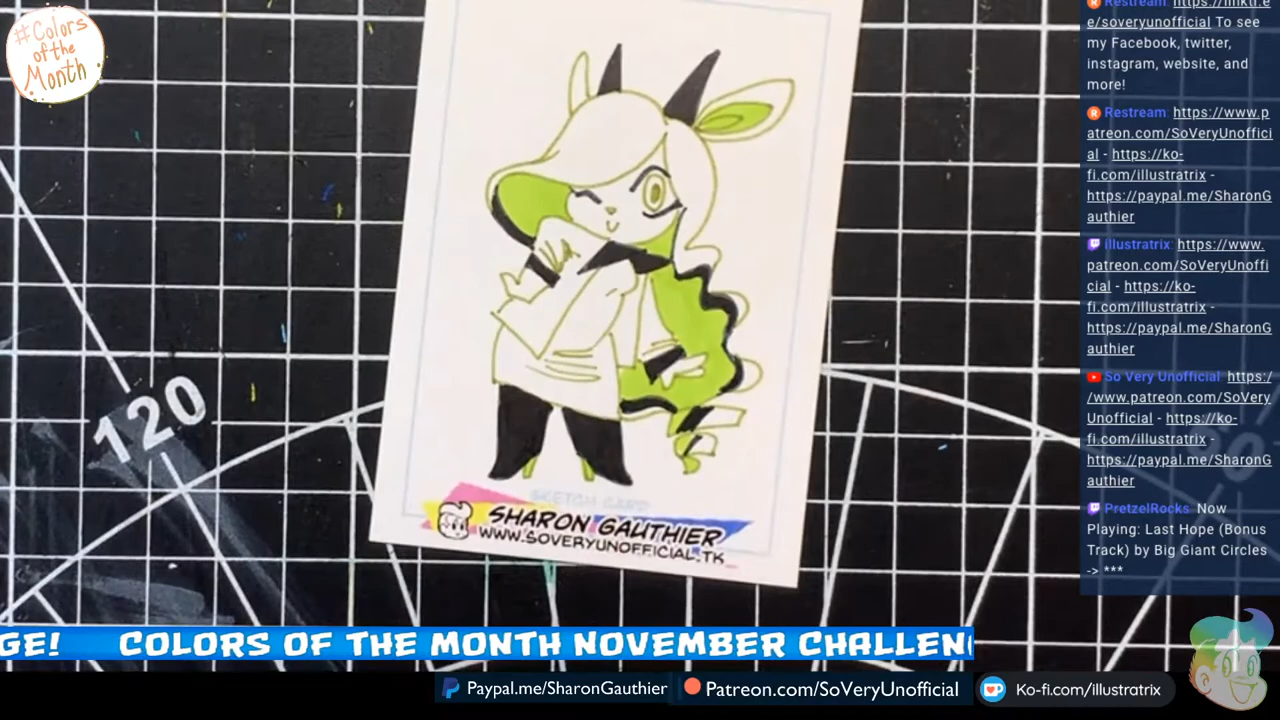 #Colors
of the
Month
Restream: https://linktr.e
e/soveryunofficial To see
my Facebook, twitter,
instagram, website, and
more!
Restream: https://www.p
atreon.com/SoVeryUnoffici
al - https://ko-
fi.com/illustratrix -
https://paypal.me/SharonG
authier
illustratrix: https://www.
patreon.com/SoVeryUnoffi
cial - https://ko-
fi.com/illustratrix -
https://paypal.me/SharonG
authier
So Very Unofficial: https:/
/www.patreon.com/SoVery
Unofficial - https://ko-
fi.com/illustratrix -
https://paypal.me/SharonG
authier
PretzelRocks: Now
Playing: Last Hope (Bonus
Track) by Big Giant Circles
-> ***
120
SKETCH CARD
SHARON GAUTHIER
WWW.SOVERYUNOFFICIAL.TK
GE! COLORS OF THE MONTH NOVEMBER CHALLEN
Paypal.me/SharonGauthier
Patreon.com/SoVeryUnofficial
Ko-fi.com/illustratrix